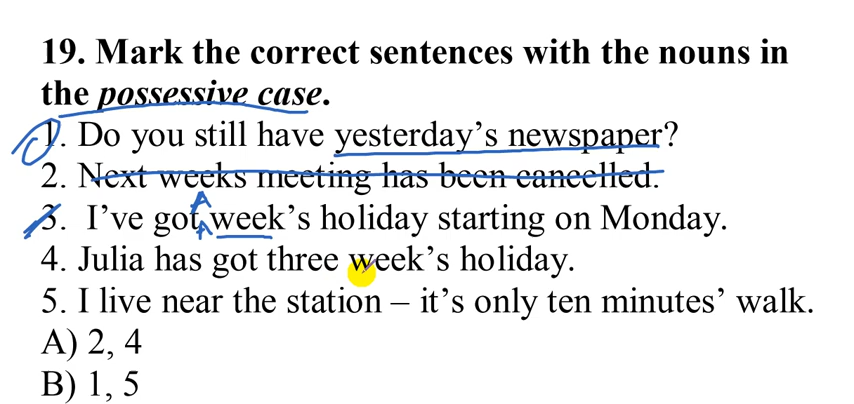 19. Mark the correct sentences with the nouns in
the possessive case.
1. Do you still have yesterday’s newspaper?
2. Next weeks meeting has been cancelled.
3. I’ve got week’s holiday starting on Monday.
A
4. Julia has got three week’s holiday.
5. I live near the station – it’s only ten minutes’ walk.
A) 2, 4
B) 1, 5